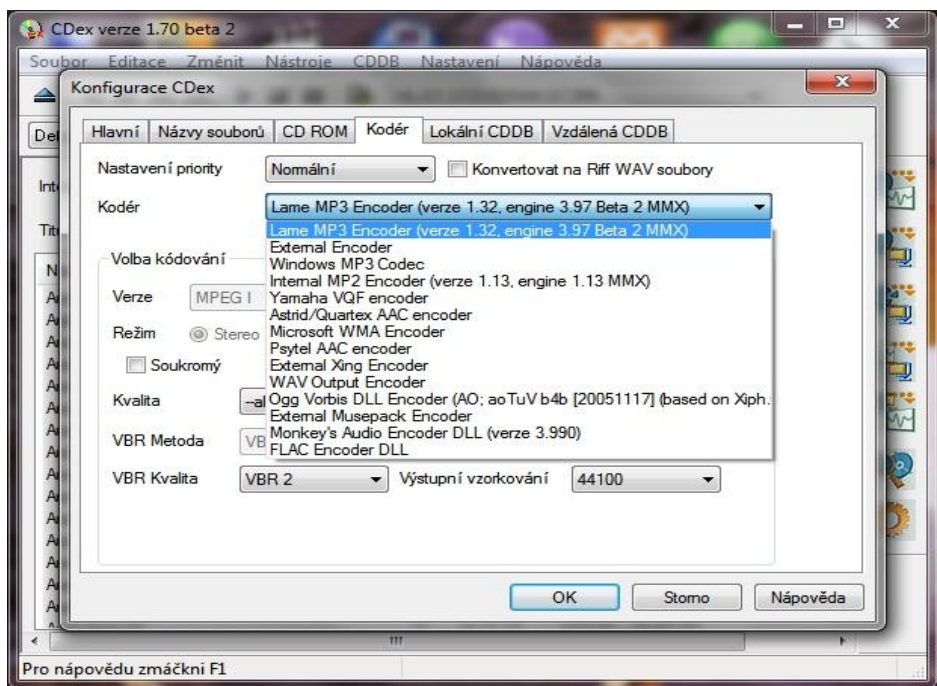 CDex verze 1.70 beta 2
Soubor Editace Změnit Nástroje CDDB Nastavení Nápověda
Konfigurace CDex
Hlavní Názvy souborů CD ROM Kodér Lokální CDDB Vzdálená CDDB
Nastavení priority Normální Konvertovat na Riff WAV soubory
Kodér Lame MP3 Encoder (verze 1.32, engine 3.97 Beta 2 MMX)
Lame MP3 Encoder (verze 1.32, engine 3.97 Beta 2 MMX)
External Encoder
Windows MP3 Codec
Internal MP2 Encoder (verze 1.13, engine 1.13 MMX)
Yamaha VQF encoder
Astrid/Quartex AAC encoder
Microsoft WMA Encoder
Psytel AAC encoder
External Xing Encoder
WAV Output Encoder
Ogg Vorbis DLL Encoder (AO; aoTuV b4b [20051117] (based on Xiph.
External Musepack Encoder
Monkey's Audio Encoder DLL (verze 3.990)
FLAC Encoder DLL
Volba kódování
Verze MPEG I
Režim Stereo
Soukromý
Kvalita
VBR Metoda
VBR Kvalita VBR 2 Výstupní vzorkování 44100
OK Storno Nápověda
Pro nápovědu zmáčkni F1